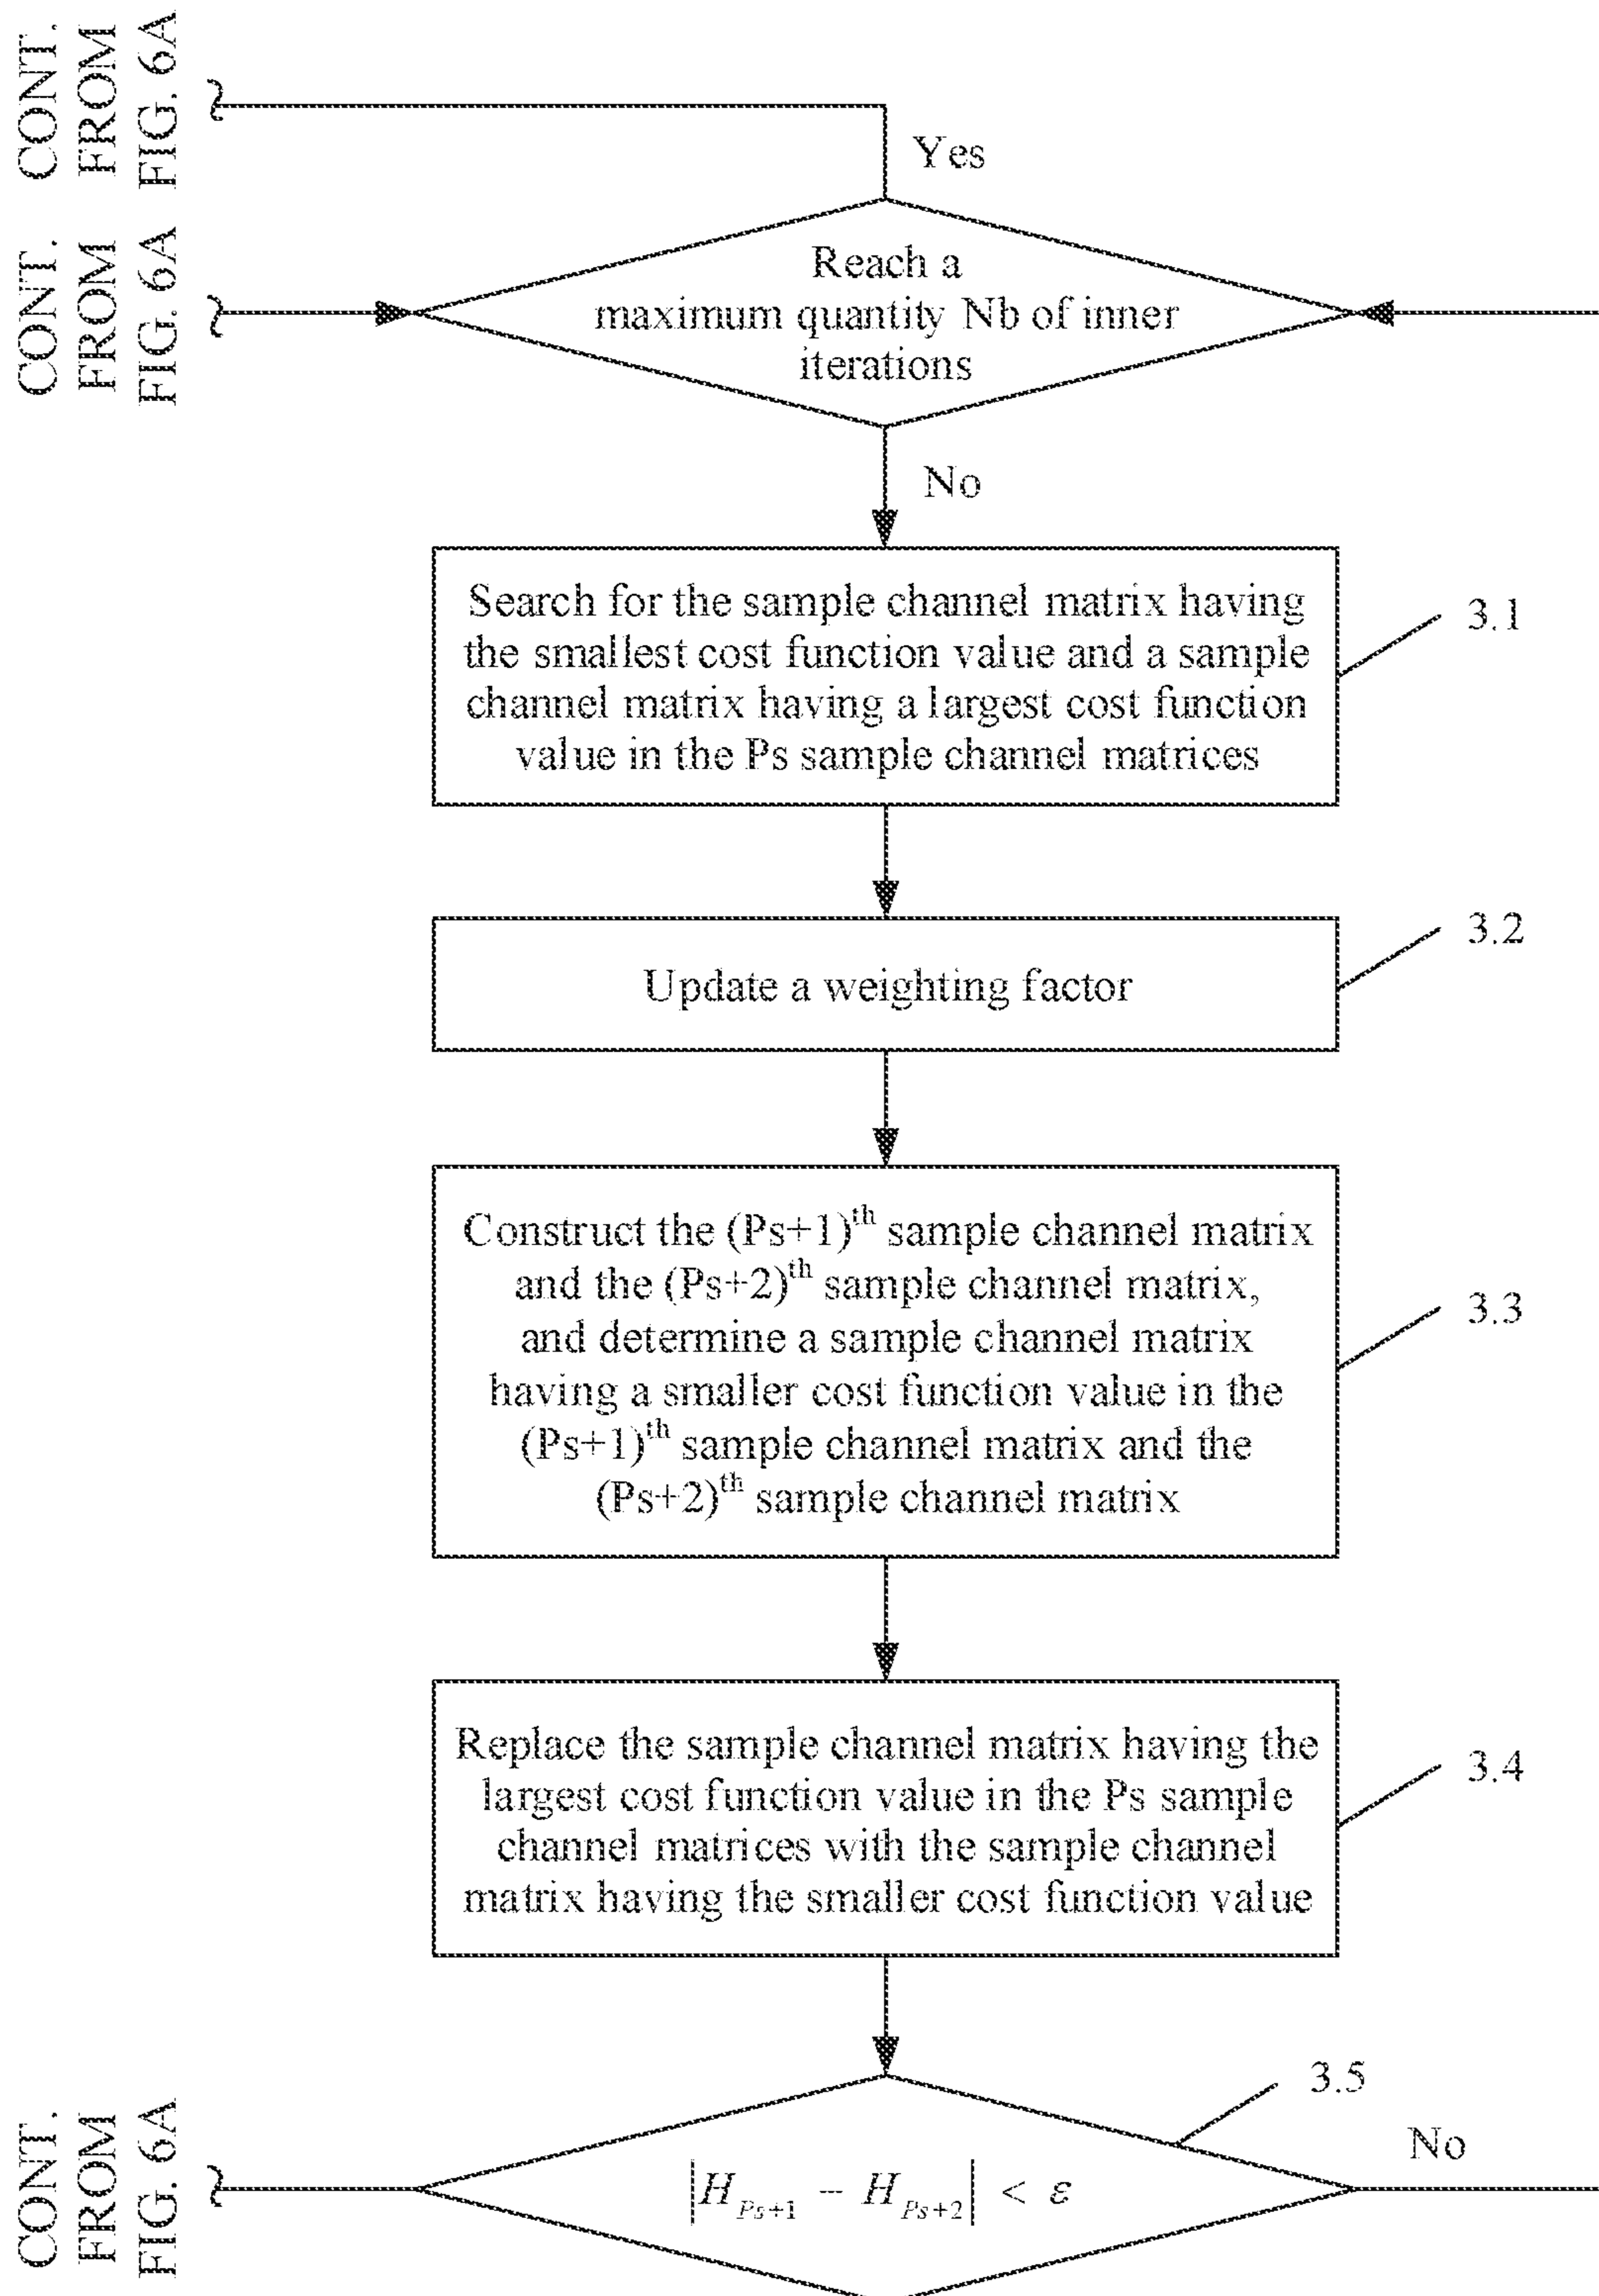 CONT.
FROM
FIG. 6A
Yes
CONT.
FROM
FIG. 6A
Reach a
maximum quantity Nb of inner
iterations
No
Search for the sample channel matrix having
the smallest cost function value and a sample
channel matrix having a largest cost function
value in the Ps sample channel matrices
3.1
Update a weighting factor
3.2
Construct the (Ps+1)th sample channel matrix
and the (Ps+2)th sample channel matrix,
and determine a sample channel matrix
having a smaller cost function value in the
(Ps+1)th sample channel matrix and the
(Ps+2)th sample channel matrix
3.3
Replace the sample channel matrix having the
largest cost function value in the Ps sample
channel matrices with the sample channel
matrix having the smaller cost function value
3.4
3.5
CONT.
FROM
FIG. 6A
|H Ps+1 − H Ps+2| < ε
No